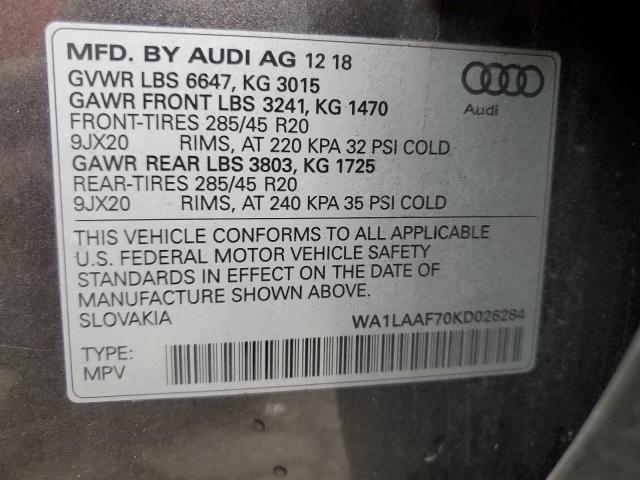 MFD. BY AUDI AG 12 18
GVWR LBS 6647, KG 3015
GAWR FRONT LBS 3241, KG 1470
FRONT-TIRES 285/45 R20
9JX20 RIMS, AT 220 KPA 32 PSI COLD
GAWR REAR LBS 3803, KG 1725
REAR-TIRES 285/45 R20
9JX20 RIMS, AT 240 KPA 35 PSI COLD
Audi
THIS VEHICLE CONFORMS TO ALL APPLICABLE
U.S. FEDERAL MOTOR VEHICLE SAFETY
STANDARDS IN EFFECT ON THE DATE OF
MANUFACTURE SHOWN ABOVE.
SLOVAKIA WA1LAAF70KD026284
TYPE:
MPV